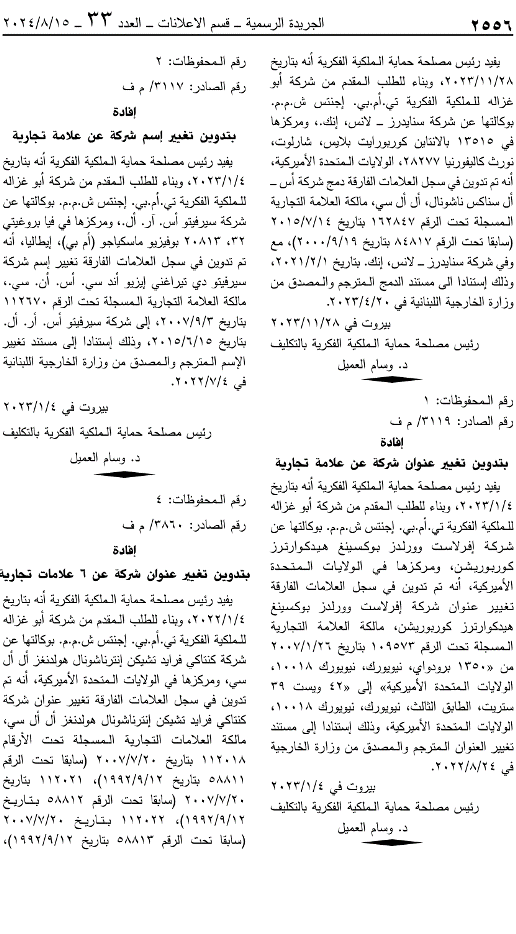 ٢٥٥٦
الجريدة الرسمية ــ قسم الاعلانات ــ العدد ٣٣ ــ ٢٠٢٤/٨/١٥
يفيد رئيس مصلحة حماية الملكية الفكرية أنه بتاريخ
٢٠٢٣/١١/٢٨، وبناء للطلب المقدم من شركة أبو
غزاله للملكية الفكرية تي.أم.بي. إجنتس ش.م.م.
بوكالتها عن شركة سنايدرز ــ لانس، إنك.، ومركزها
في ١٣٥١٥ بالانتاين كوربورايت بلايس، شارلوت،
نورث كاليفورنيا ٢٨٢٧٧، الولايات المتحدة الأميركية،
أنه تم تدوين في سجل العلامات الفارقة دمج شركة أس ــ
أل سناكس ناشونال، أل أل سي، مالكة العلامة التجارية
المسجلة تحت الرقم ١٦٢٨٤٧ بتاريخ ٢٠١٥/٧/١٤
(سابقا تحت الرقم ٨٤٨١٧ بتاريخ ٢٠٠٠/٩/١٩)، مع
وفي شركة سنايدرز ــ لانس، إنك. بتاريخ ٢٠٢١/٢/١،
وذلك إستنادا الى مستند الدمج المترجم والمصدق من
وزارة الخارجية اللبنانية في ٢٠٢٣/٤/٢٠.
بيروت في ٢٠٢٣/١١/٢٨
رئيس مصلحة حماية الملكية الفكرية بالتكليف
د. وسام العميل
رقم المحفوظات: ١
رقم الصادر: ٣١١٩/ م ف
إفادة
بتدوين تغيير عنوان شركة عن علامة تجارية
يفيد رئيس مصلحة حماية الملكية الفكرية أنه بتاريخ
٢٠٢٣/١/٤، وبناء للطلب المقدم من شركة أبو غزاله
للملكية الفكرية تي.أم.بي. إجنتس ش.م.م. بوكالتها عن
شركة إفرلاست وورلدز بوكسينغ هيدكوارترز
كوربوريشن، ومركزها في الولايات المتحدة
الأميركية، أنه تم تدوين في سجل العلامات الفارقة
تغيير عنوان شركة إفرلاست وورلدز بوكسينغ
هيدكوارترز كوربوريشن، مالكة العلامة التجارية
المسجلة تحت الرقم ١٠٩٥٧٣ بتاريخ ٢٠٠٧/١/٢٦
من «١٣٥٠ برودواي، نيويورك، نيويورك ١٠٠١٨،
الولايات المتحدة الأميركية» إلى «٤٢ ويست ٣٩
ستريت، الطابق الثالث، نيويورك، نيويورك ١٠٠١٨،
الولايات المتحدة الأميركية، وذلك إستنادا إلى مستند
تغيير العنوان المترجم والمصدق من وزارة الخارجية
في ٢٠٢٢/٨/٢٤.
بيروت في ٢٠٢٣/١/٤
رئيس مصلحة حماية الملكية الفكرية بالتكليف
د. وسام العميل
رقم المحفوظات: ٢
رقم الصادر: ٣١١٧/ م ف
إفادة
بتدوين تغيير إسم شركة عن علامة تجارية
يفيد رئيس مصلحة حماية الملكية الفكرية أنه بتاريخ
٢٠٢٣/١/٤، وبناء للطلب المقدم من شركة أبو غزاله
للملكية الفكرية تي.أم.بي. إجنتس ش.م.م. بوكالتها عن
شركة سيرفيتو أس. أر. أل.، ومركزها في فيا بروغيتي
٣٢، ٢٠٨١٣ بوفيزيو ماسكياجو (أم بي)، إيطاليا، أنه
تم تدوين في سجل العلامات الفارقة تغيير إسم شركة
سيرفيتو دي تيراغني إيزيو أند سي. أس. أن. سي.،
مالكة العلامة التجارية المسجلة تحت الرقم ١١٢٦٧٠
بتاريخ ٢٠٠٧/٩/٣، إلى شركة سيرفيتو أس. أر. أل.
بتاريخ ٢٠١٥/٦/١٥، وذلك إستنادا إلى مستند تغيير
الإسم المترجم والمصدق من وزارة الخارجية اللبنانية
في ٢٠٢٢/٧/٤.
بيروت في ٢٠٢٣/١/٤
رئيس مصلحة حماية الملكية الفكرية بالتكليف
د. وسام العميل
رقم المحفوظات: ٤
رقم الصادر: ٣٨٦٠/ م ف
إفادة
بتدوين تغيير عنوان شركة عن ٦ علامات تجارية
يفيد رئيس مصلحة حماية الملكية الفكرية أنه بتاريخ
٢٠٢٢/١/٤، وبناء للطلب المقدم من شركة أبو غزاله
للملكية الفكرية تي.أم.بي. إجنتس ش.م.م. بوكالتها عن
شركة كنتاكي فرايد تشيكن إنترناشونال هولدنغز أل أل
سي، ومركزها في الولايات المتحدة الأميركية، أنه تم
تدوين في سجل العلامات الفارقة تغيير عنوان شركة
كنتاكي فرايد تشيكن إنترناشونال هولدنغز أل أل سي،
مالكة العلامات التجارية المسجلة تحت الأرقام
١١٢٠١٨ بتاريخ ٢٠٠٧/٧/٢٠ (سابقا تحت الرقم
٥٨٨١١ بتاريخ ١٩٩٢/٩/١٢)، ١١٢٠٢١ بتاريخ
٢٠٠٧/٧/٢٠ (سابقا تحت الرقم ٥٨٨١٢ بتاريخ
١٩٩٢/٩/١٢)، ١١٢٠٢٢ بتاريخ ٢٠٠٧/٧/٢٠
(سابقا تحت الرقم ٥٨٨١٣ بتاريخ ١٩٩٢/٩/١٢)،